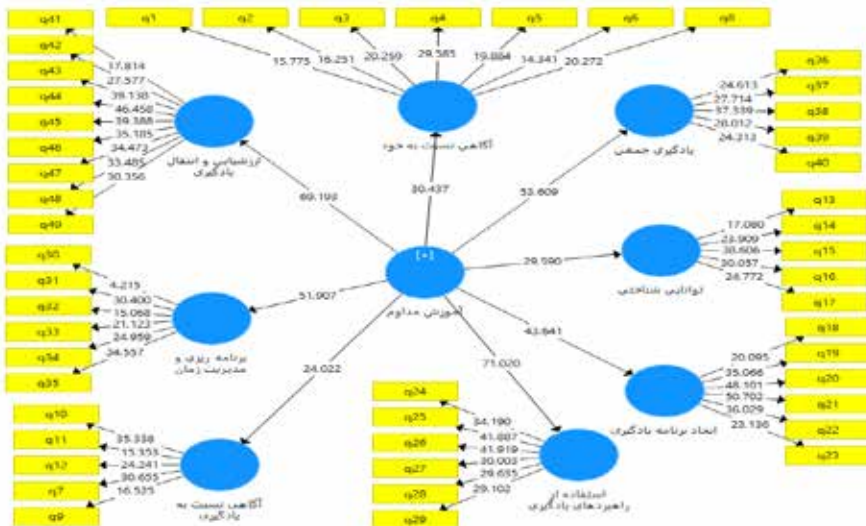 q41
q42
q43
q44
q45
q46
q47
q48
q49
q1
q2
q3
q4
q5
q6
q8
37.814
27.577
39.138
46.458
39.388
35.185
34.473
33.485
30.356
15.775
16.251
20.259
29.585
19.884
14.341
20.272
q36
q37
q38
q39
q40
24.613
27.714
37.339
28.012
24.213
ارزشیابی و انتقال
یادگیری
آگاهی نسبت به خود
یادگیری جمعی
69.193
30.437
53.609
q13
q14
q15
q16
q17
17.080
23.909
38.606
30.057
24.772
[+]
آموزش مداوم
29.590
توانایی شناختی
q30
q31
q32
q33
q34
q35
4.215
30.400
15.068
21.123
24.959
34.557
برنامه ریزی و
مدیریت زمان
51.907
24.022
71.020
43.641
q18
q19
q20
q21
q22
q23
20.095
35.066
48.101
50.702
36.029
23.136
اتخاذ برنامه یادگیری
q10
q11
q12
q7
q9
35.338
15.353
24.241
30.655
16.525
آگاهی نسبت به
یادگیری
q24
q25
q26
q27
q28
q29
34.190
41.887
41.919
30.003
29.655
29.102
استفاده از
راهبردهای یادگیری